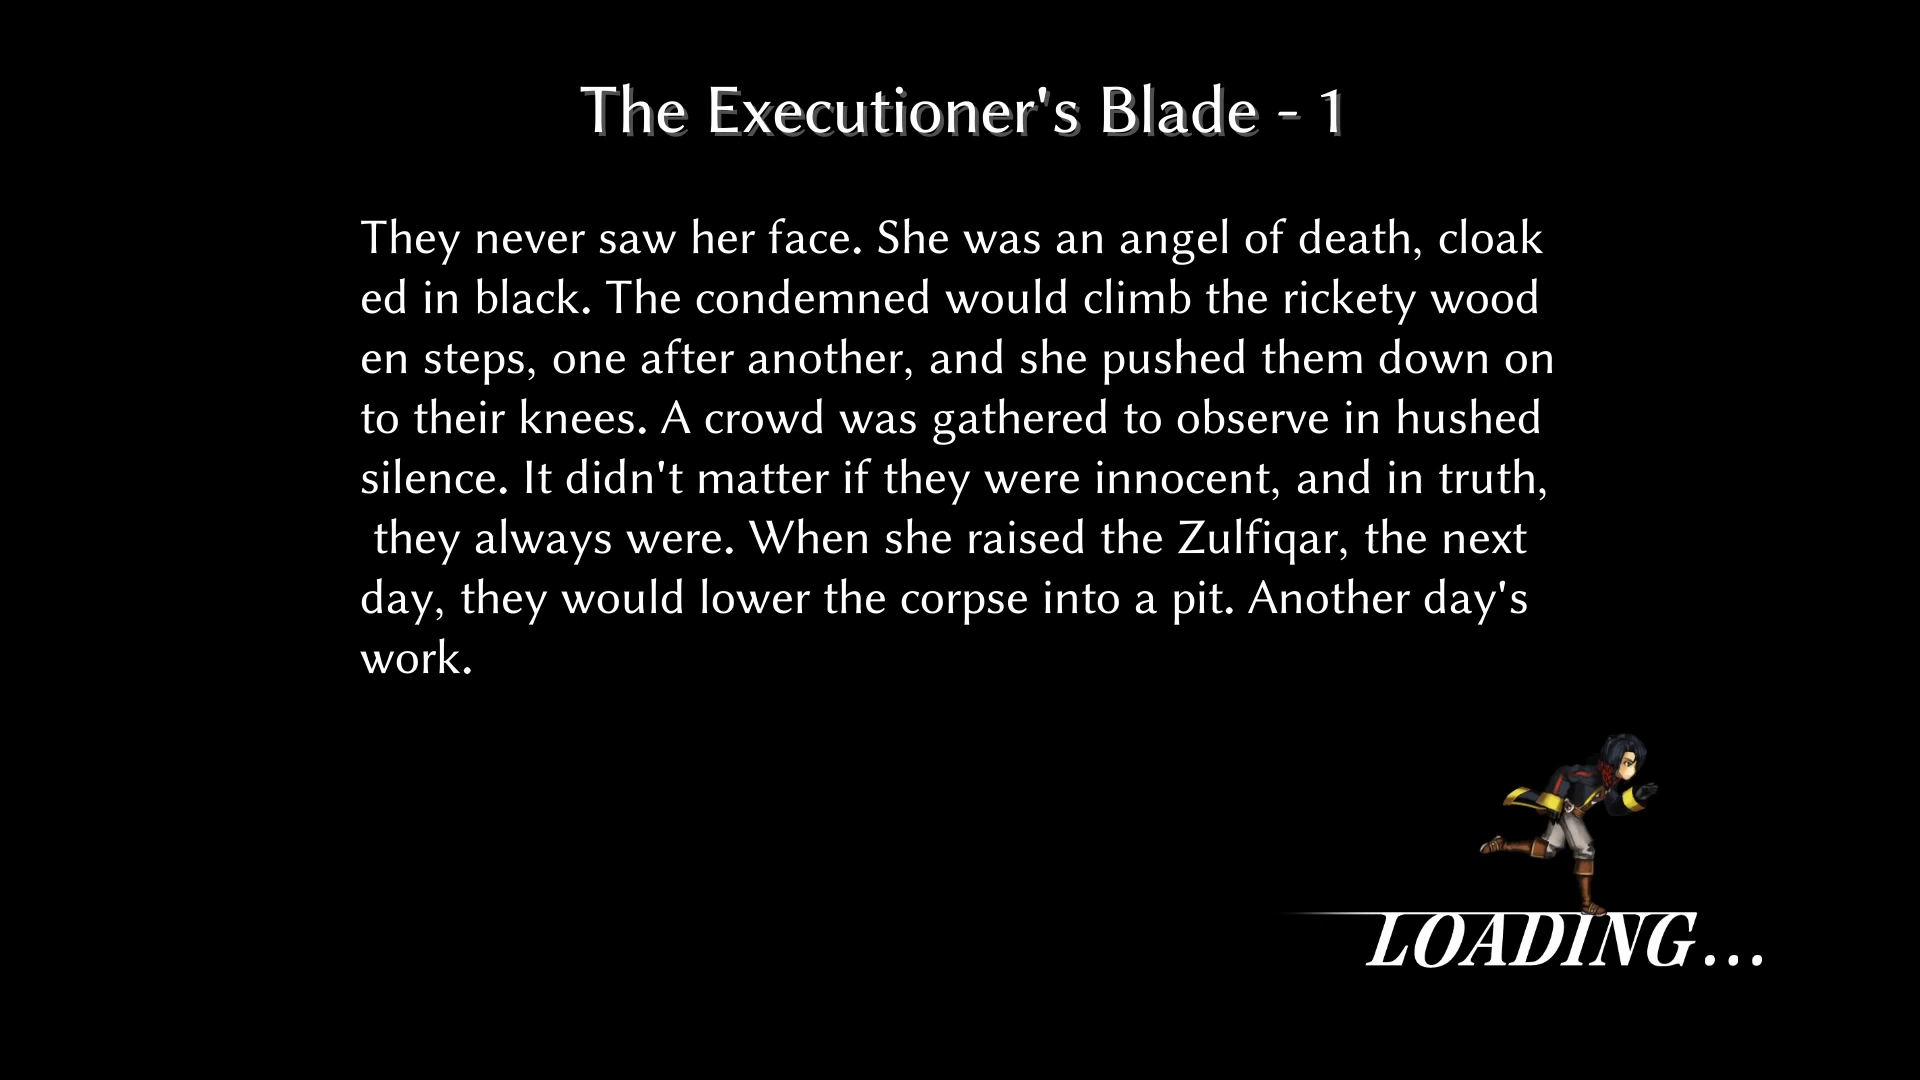 The Executioner's Blade - 1
They never saw her face. She was an angel of death, cloak
ed in black. The condemned would climb the rickety wood
en steps, one after another, and she pushed them down on
to their knees. A crowd was gathered to observe in hushed
silence. It didn't matter if they were innocent, and in truth,
they always were. When she raised the Zulfiqar, the next
day, they would lower the corpse into a pit. Another day's
work.
LOADING...